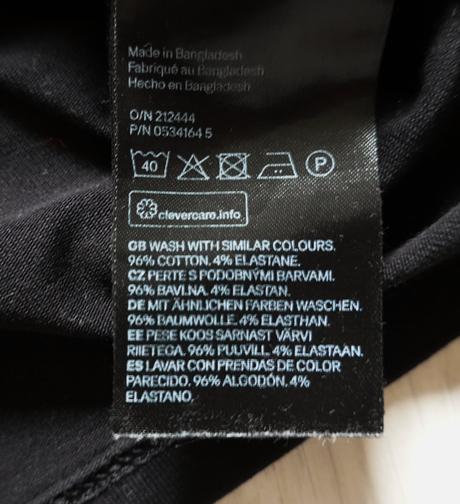 Made in Bangladesh
Fabriqué au Bangladesh
Hecho en Bangladesh
O/N 212444
P/N 0534164 5
40
P
clevercare.info
GB WASH WITH SIMILAR COLOURS.
96% COTTON. 4% ELASTANE.
CZ PERTE S PODOBNÝMI BARVAMI.
96% BAVLNA. 4% ELASTAN.
DE MIT ÄHNLICHEN FARBEN WASCHEN.
96% BAUMWOLLE. 4% ELASTHAN.
EE PESE KOOS SARNAST VÄRVI
RIIETEGA. 96% PUUVILL. 4% ELASTAAN.
ES LAVAR CON PRENDAS DE COLOR
PARECIDO. 96% ALGODÓN. 4%
ELASTANO.